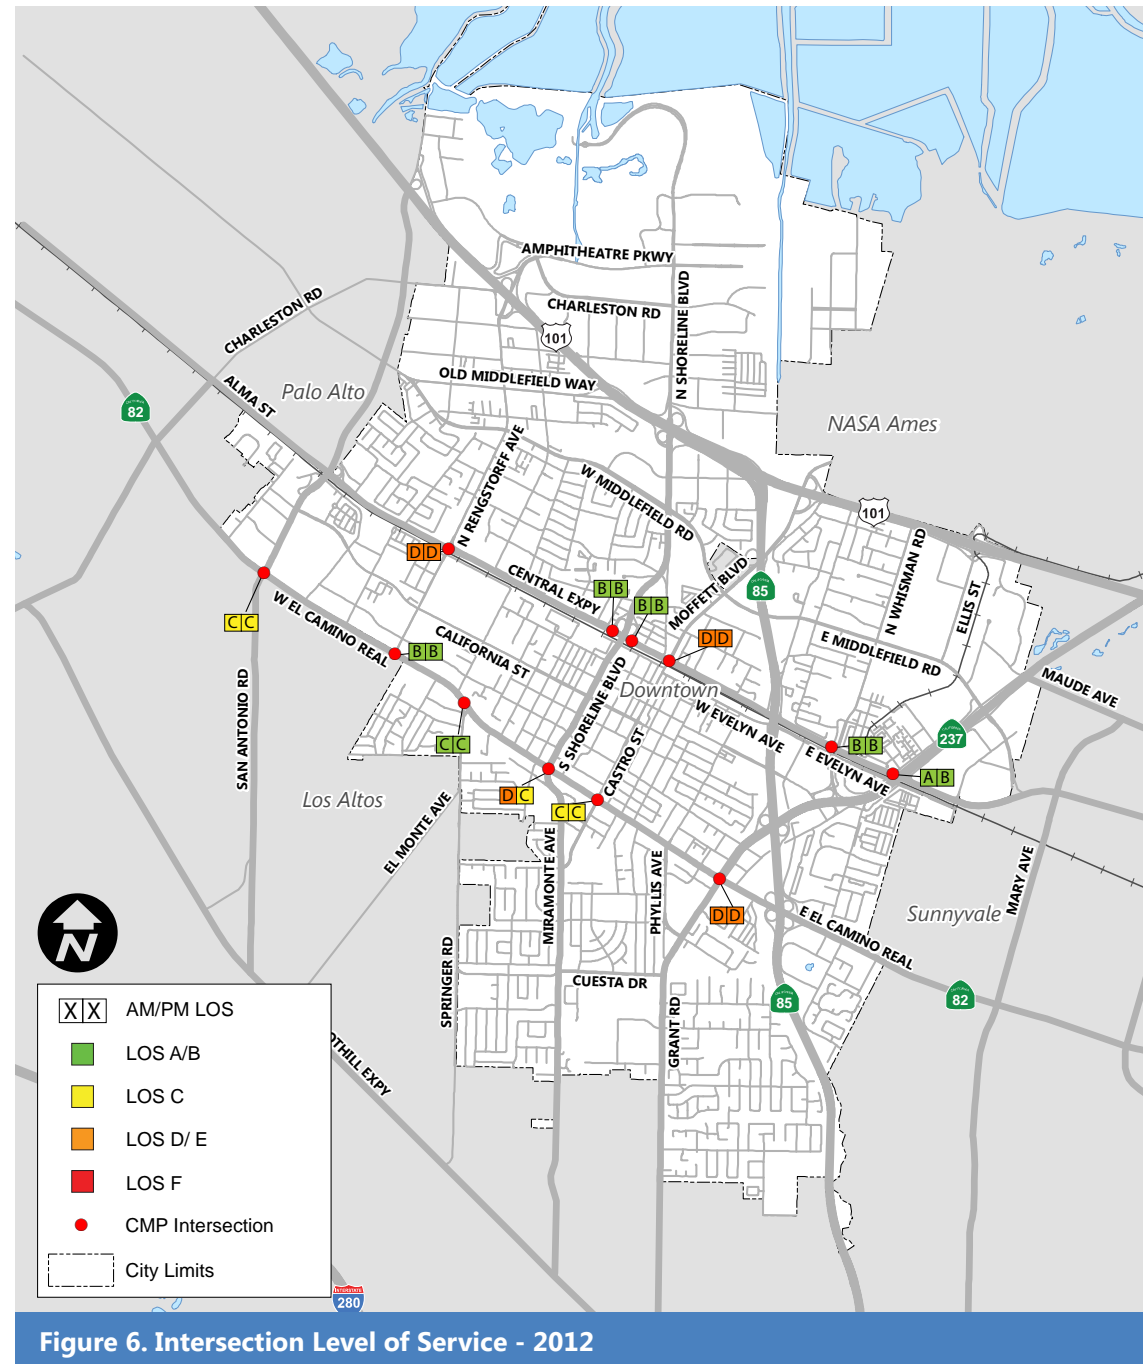 AMPHITHEATRE PKWY
CHARLESTON RD
CHARLESTON RD
N SHORELINE BLVD
101
OLD MIDDLEFIELD WAY
ALMA ST
Palo Alto
82
NASA Ames
N RENGSTORFF AVE
W MIDDLEFIELD RD
101
D D
CENTRAL EXPY
B B
B B
MOFFETT BLVD
85
N WHISMAN RD
ELLIS ST
C C
W EL CAMINO REAL
B B
CALIFORNIA ST
D D
E MIDDLEFIELD RD
MAUDE AVE
SAN ANTONIO RD
Downtown
S SHORELINE BLVD
W EVELYN AVE
C C
CASTRO ST
B B
237
E EVELYN AVE
A B
Los Altos
D C
C C
EL MONTE AVE
MIRAMONTE AVE
PHYLLIS AVE
MARY AVE
D D
Sunnyvale
E EL CAMINO REAL
SPRINGER RD
CUESTA DR
GRANT RD
85
82
OTHILL EXPY
N
X X AM/PM LOS
LOS A/B
LOS C
LOS D/ E
LOS F
CMP Intersection
City Limits
INTERSTATE
280
Figure 6. Intersection Level of Service - 2012